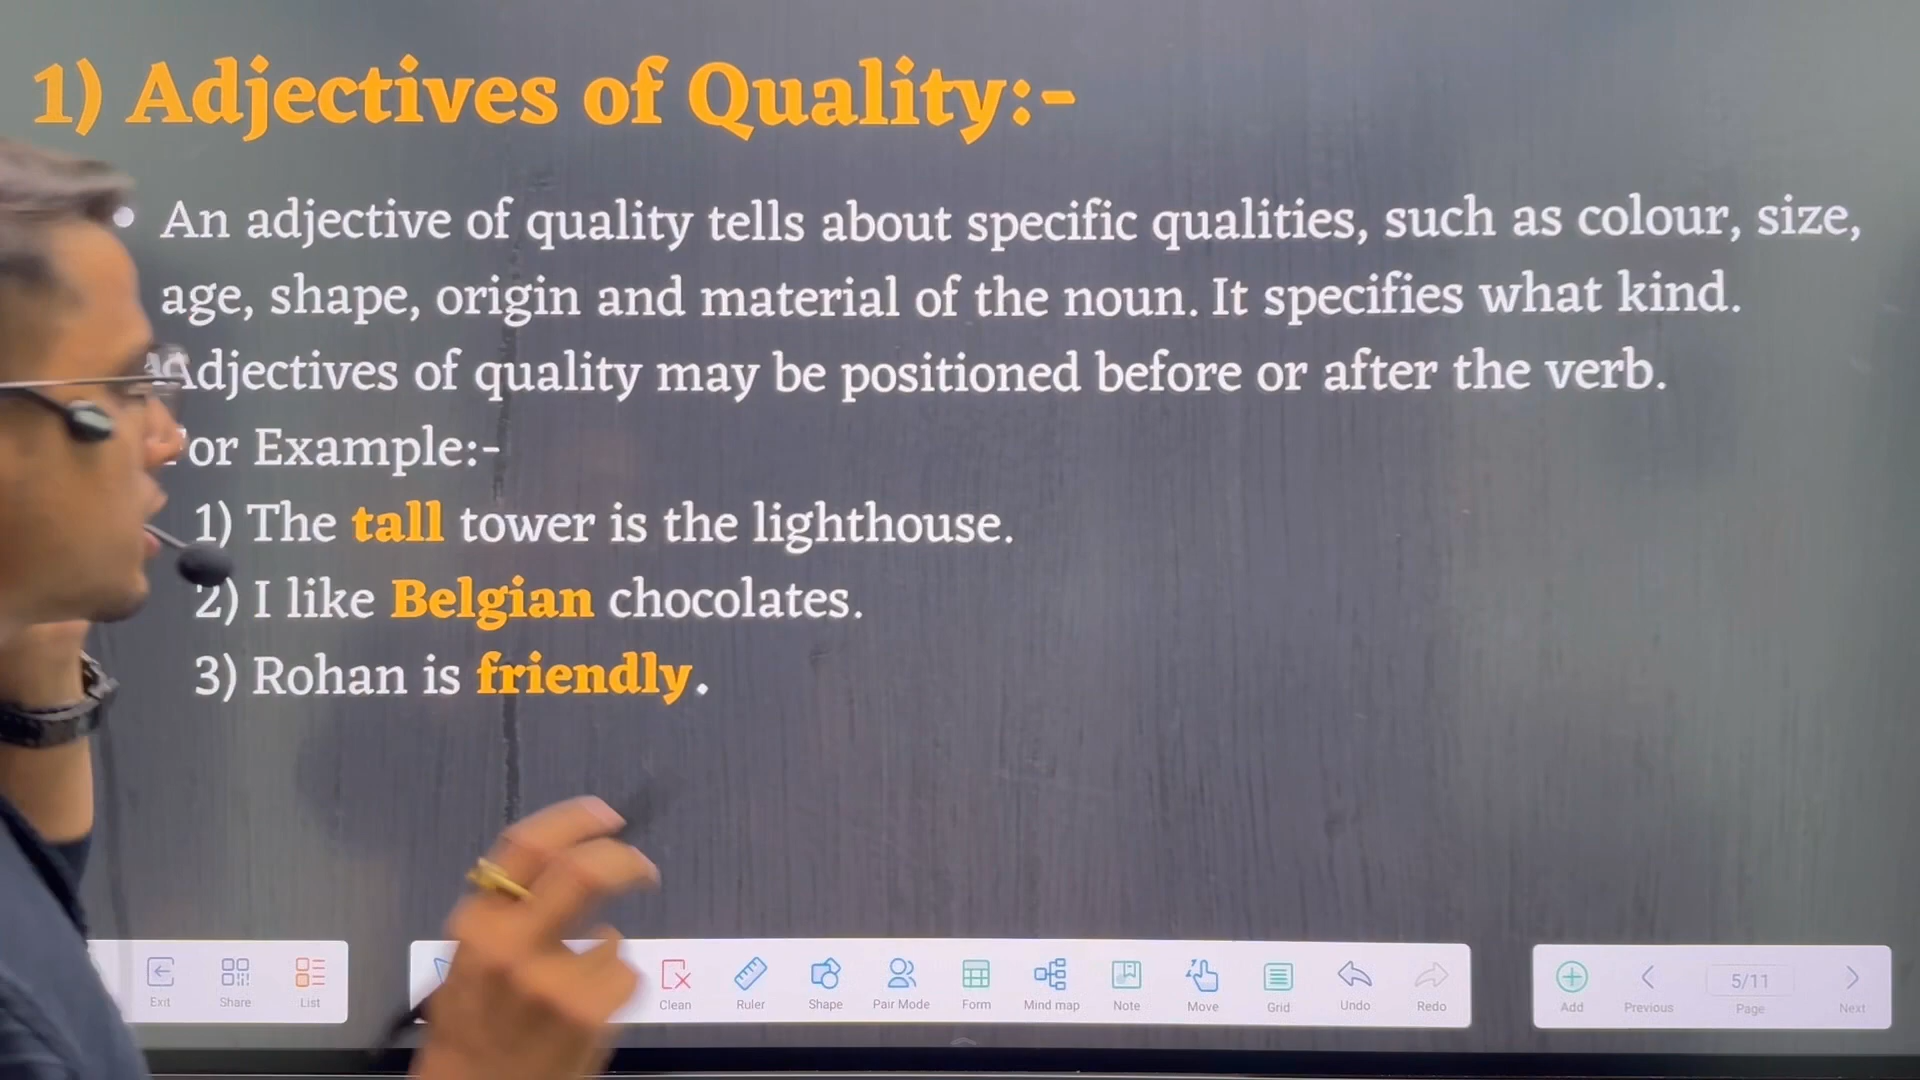 1) Adjectives of Quality:-
• An adjective of quality tells about specific qualities, such as colour, size,
age, shape, origin and material of the noun. It specifies what kind.
Adjectives of quality may be positioned before or after the verb.
For Example:-
1) The tall tower is the lighthouse.
2) I like Belgian chocolates.
3) Rohan is friendly.
Exit Share List Clean Ruler Shape Pair Mode Form Mind map Note Move Grid Undo Redo Add Previous 5/11 Page Next